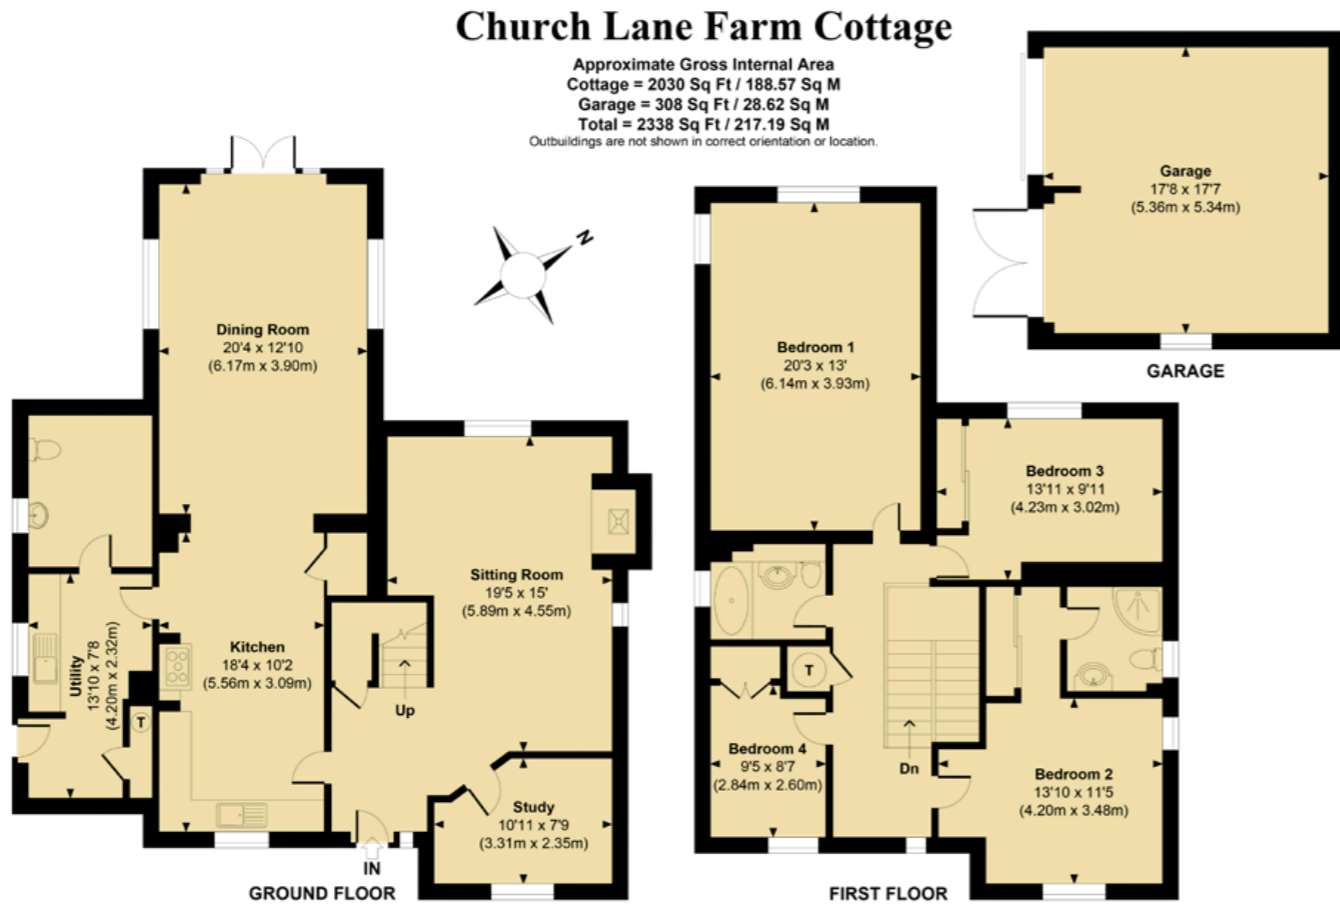 Church Lane Farm Cottage
Approximate Gross Internal Area
Cottage = 2030 Sq Ft / 188.57 Sq M
Garage = 308 Sq Ft / 28.62 Sq M
Total = 2338 Sq Ft / 217.19 Sq M
Outbuildings are not shown in correct orientation or location.
N
Dining Room
20'4 x 12'10
(6.17m x 3.90m)
Sitting Room
19'5 x 15'
(5.89m x 4.55m)
Kitchen
18'4 x 10'2
(5.56m x 3.09m)
Utility
13'10 x 7'8
(4.20m x 2.32m)
T
Up
Study
10'11 x 7'9
(3.31m x 2.35m)
IN
GROUND FLOOR
Bedroom 1
20'3 x 13'
(6.14m x 3.93m)
Bedroom 3
13'11 x 9'11
(4.23m x 3.02m)
T
Bedroom 4
9'5 x 8'7
(2.84m x 2.60m)
Dn
Bedroom 2
13'10 x 11'5
(4.20m x 3.48m)
FIRST FLOOR
Garage
17'8 x 17'7
(5.36m x 5.34m)
GARAGE